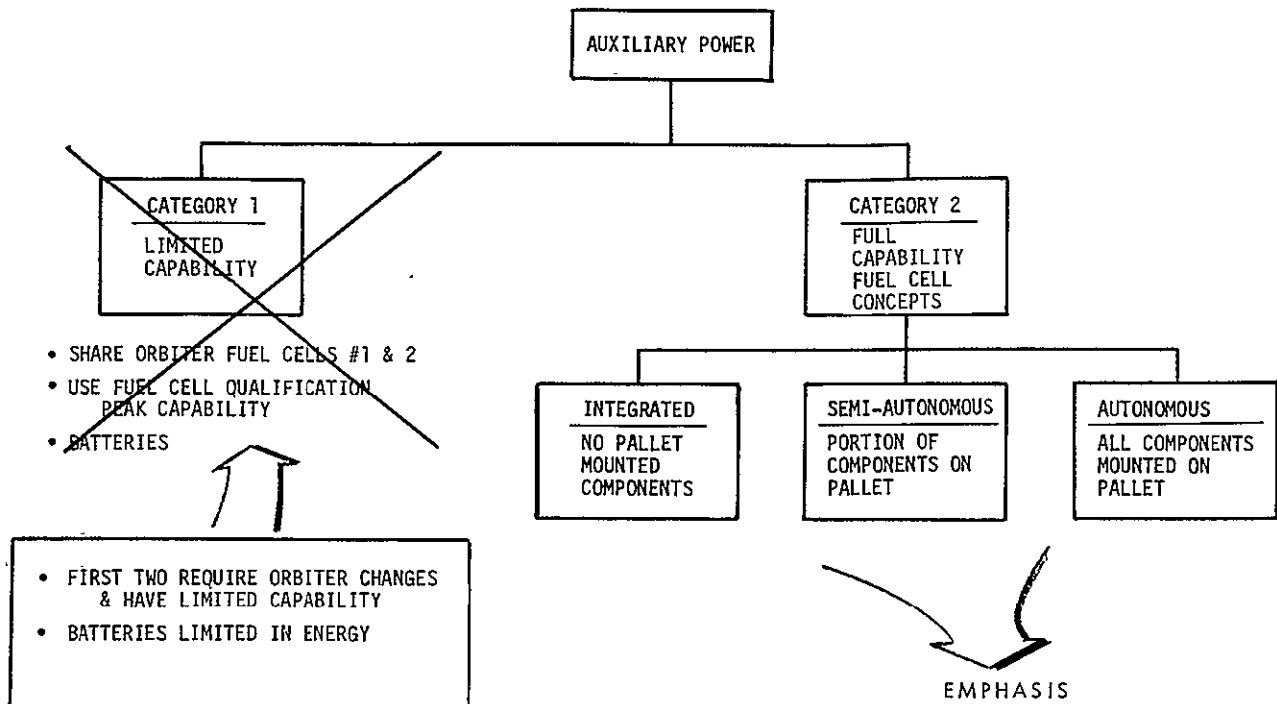 AUXILIARY POWER
CATEGORY 1
LIMITED
CAPABILITY
• SHARE ORBITER FUEL CELLS #1 & 2
• USE FUEL CELL QUALIFICATION
PEAK CAPABILITY
• BATTERIES
• FIRST TWO REQUIRE ORBITER CHANGES
& HAVE LIMITED CAPABILITY
• BATTERIES LIMITED IN ENERGY
CATEGORY 2
FULL
CAPABILITY
FUEL CELL
CONCEPTS
INTEGRATED
NO PALLET
MOUNTED
COMPONENTS
SEMI-AUTONOMOUS
PORTION OF
COMPONENTS ON
PALLET
AUTONOMOUS
ALL COMPONENTS
MOUNTED ON
PALLET
EMPHASIS